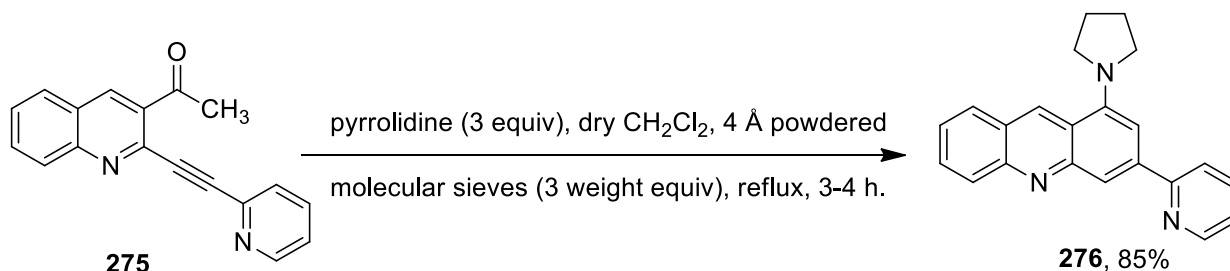 O
CH3
N
N
275
pyrrolidine (3 equiv), dry CH2Cl2, 4 Å powdered
molecular sieves (3 weight equiv), reflux, 3-4 h.
N
N
N
276, 85%